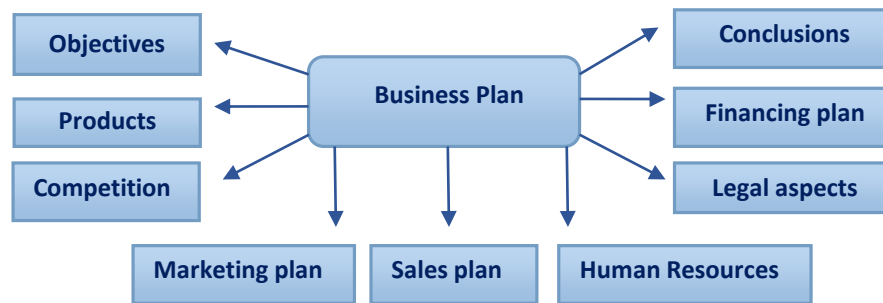 Objectives
Conclusions
Business Plan
Products
Financing plan
Competition
Legal aspects
Marketing plan
Sales plan
Human Resources